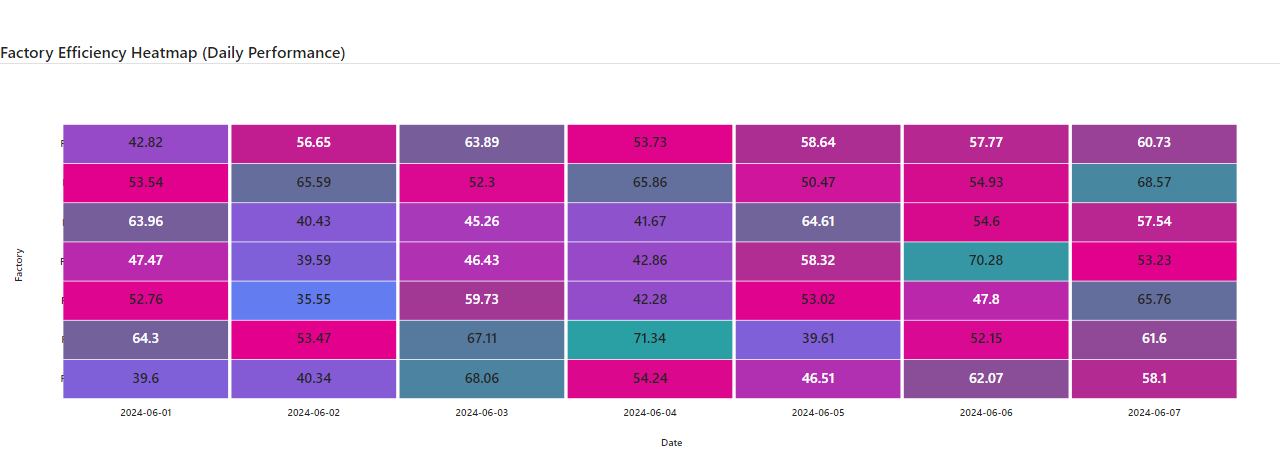 Factory Efficiency Heatmap (Daily Performance)
42.82 56.65 63.89 53.73 58.64 57.77 60.73
53.54 65.59 52.3 65.86 50.47 54.93 68.57
63.96 40.43 45.26 41.67 64.61 54.6 57.54
47.47 39.59 46.43 42.86 58.32 70.28 53.23
52.76 35.55 59.73 42.28 53.02 47.8 65.76
64.3 53.47 67.11 71.34 39.61 52.15 61.6
39.6 40.34 68.06 54.24 46.51 62.07 58.1
Factory
2024-06-01 2024-06-02 2024-06-03 2024-06-04 2024-06-05 2024-06-06 2024-06-07
Date